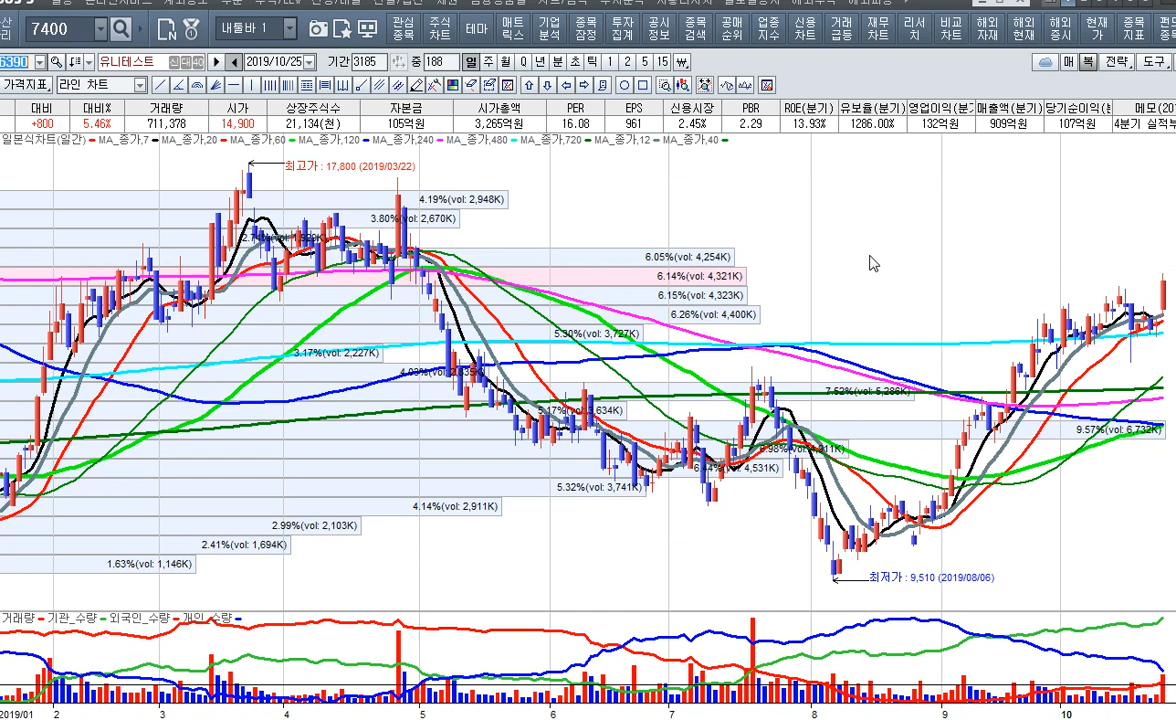 7400
내툴바 1
관심 종목
주식 차트
테마
매트 릭스
기업 분석
종목 잠정
투자 집계
공시 정보
종목 검색
공매 순위
업종 지수
신용 차트
거래 급등
재무 차트
리서 치
비교 차트
해외 자재
해외 현재
해외 증시
현재 가
종목 지표
6390
유니테스트
2019/10/25
기간 3185
중 188
일 주 월 Q 년 분 초 틱 1 2 3 5 15
매 복 전략 도구
가격지표
라인 차트
대비 대비% 거래량 시가 상장주식수 자본금 시가총액 PER EPS 신용시장 PBR ROE(분기) 유보율(분기) 영업이익(분기 매출액(분기) 당기순이익(분 메모(20
+800 5.46% 711,378 14,900 21,134(천) 105억원 3,265억원 16.08 961 2.45% 2.29 13.93% 1286.00% 132억원 909억원 107억원 4분기 실적부
일본식차트(일간) MA_종가,7 MA_종가,20 MA_종가,60 MA_종가,120 MA_종가,240 MA_종가,480 MA_종가,720 MA_종가,12 MA_종가,40
최고가 : 17,800 (2019/03/22)
4.19%(vol: 2,948K)
3.80%(vol: 2,670K)
6.05%(vol: 4,254K)
6.14%(vol: 4,321K)
6.15%(vol: 4,323K)
6.26%(vol: 4,400K)
5.30%(vol: 3,727K)
3.17%(vol: 2,227K)
7.52%(vol: 5,286K)
5.17%(vol: 3,634K)
9.57%(vol: 6,732K)
6.44%(vol: 4,531K)
5.32%(vol: 3,741K)
4.14%(vol: 2,911K)
2.99%(vol: 2,103K)
2.41%(vol: 1,694K)
1.63%(vol: 1,146K)
최저가 : 9,510 (2019/08/06)
거래량 기관_수량 외국인_수량 개인_수량
2019/01 2 3 4 5 6 7 8 9 10